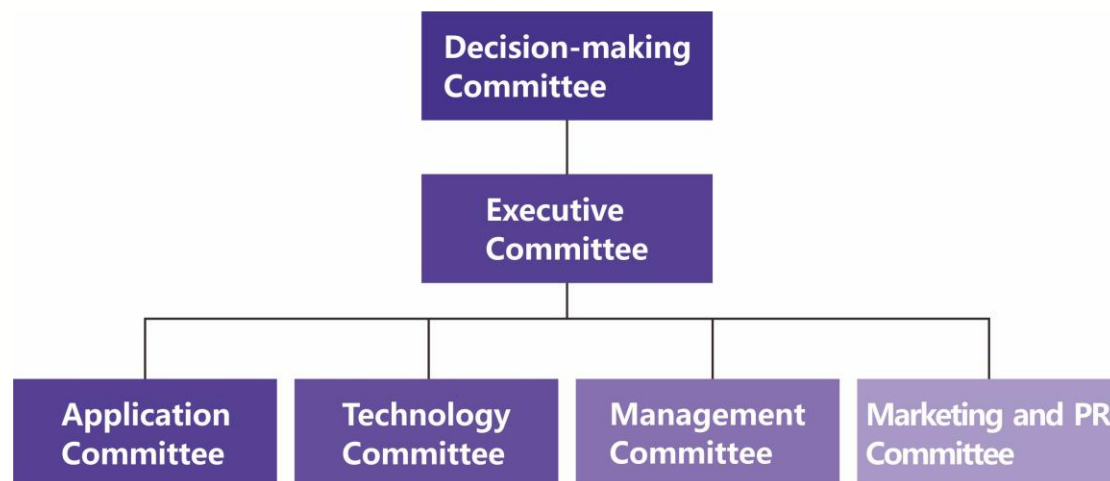 Decision-making
Committee
Executive
Committee
Application
Committee
Technology
Committee
Management
Committee
Marketing and PR
Committee